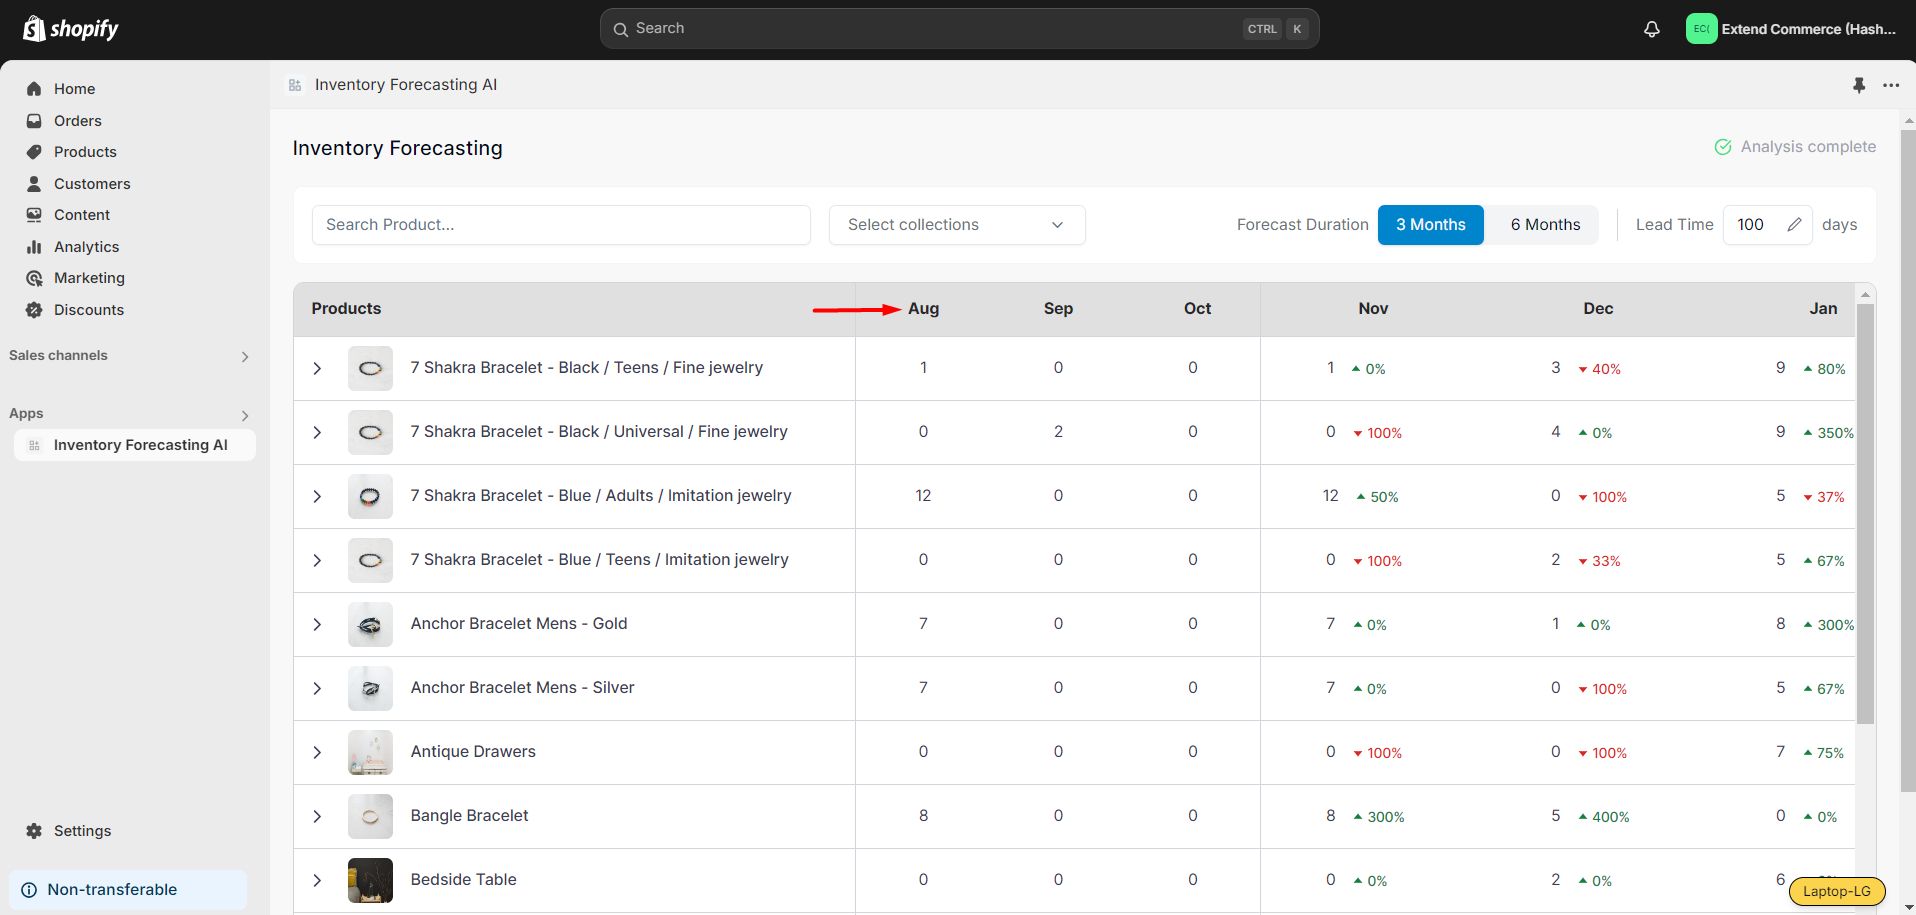 shopify
Search CTRL K
EC( Extend Commerce (Hash...
Home
Orders
Products
Customers
Content
Analytics
Marketing
Discounts
Sales channels
Apps
Inventory Forecasting AI
Settings
Non-transferable
Inventory Forecasting AI
Inventory Forecasting
Analysis complete
Search Product... Select collections Forecast Duration 3 Months 6 Months Lead Time 100 days
Products Aug Sep Oct Nov Dec Jan
7 Shakra Bracelet - Black / Teens / Fine jewelry 1 0 0 1 0% 3 40% 9 80%
7 Shakra Bracelet - Black / Universal / Fine jewelry 0 2 0 0 100% 4 0% 9 350%
7 Shakra Bracelet - Blue / Adults / Imitation jewelry 12 0 0 12 50% 0 100% 5 37%
7 Shakra Bracelet - Blue / Teens / Imitation jewelry 0 0 0 0 100% 2 33% 5 67%
Anchor Bracelet Mens - Gold 7 0 0 7 0% 1 0% 8 300%
Anchor Bracelet Mens - Silver 7 0 0 7 0% 0 100% 5 67%
Antique Drawers 0 0 0 0 100% 0 100% 7 75%
Bangle Bracelet 8 0 0 8 300% 5 400% 0 0%
Bedside Table 0 0 0 0 0% 2 0% 6
Laptop-LG